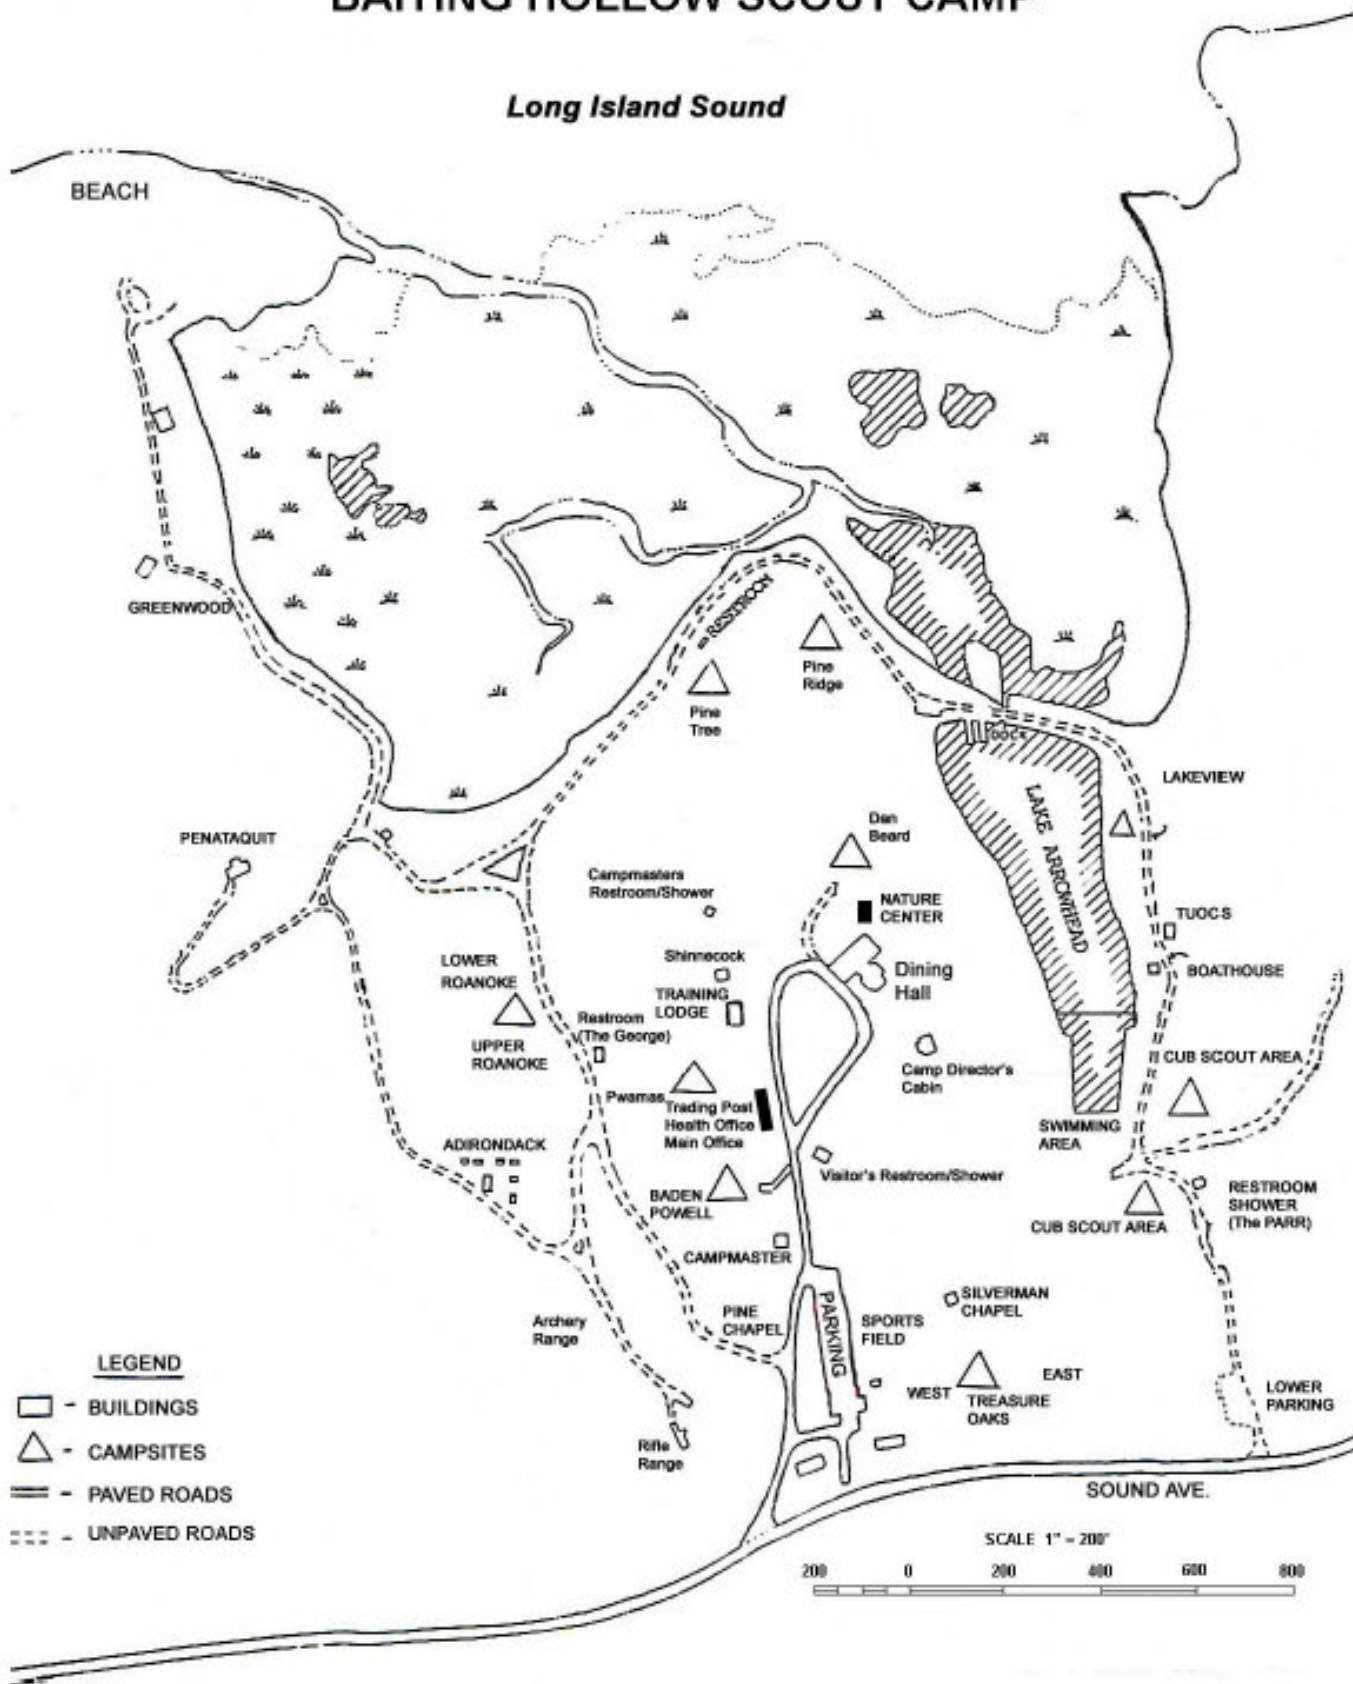 BAITING HOLLOW SCOUT CAMP
Long Island Sound
BEACH
GREENWOOD
RESTROOM
Pine
Ridge
Pine
Tree
DOCK
LAKEVIEW
LAKE ARROWHEAD
PENATAQUIT
Dan
Beard
Campmasters
Restroom/Shower
NATURE
CENTER
TUOCS
LOWER
ROANOKE
Shinnecock
Dining
Hall
BOATHOUSE
TRAINING
LODGE
Restroom
(The George)
UPPER
ROANOKE
CUB SCOUT AREA
Camp Director's
Cabin
Pwamas
Trading Post
Health Office
Main Office
SWIMMING
AREA
ADIRONDACK
Visitor's Restroom/Shower
BADEN
POWELL
RESTROOM
SHOWER
(The PARR)
CUB SCOUT AREA
CAMPMASTER
SILVERMAN
CHAPEL
PINE
CHAPEL
PARKING
SPORTS
FIELD
Archery
Range
EAST
WEST
TREASURE
OAKS
LOWER
PARKING
Rifle
Range
LEGEND
- BUILDINGS
- CAMPSITES
- PAVED ROADS
- UNPAVED ROADS
SOUND AVE.
SCALE 1" = 200'
200 0 200 400 600 800